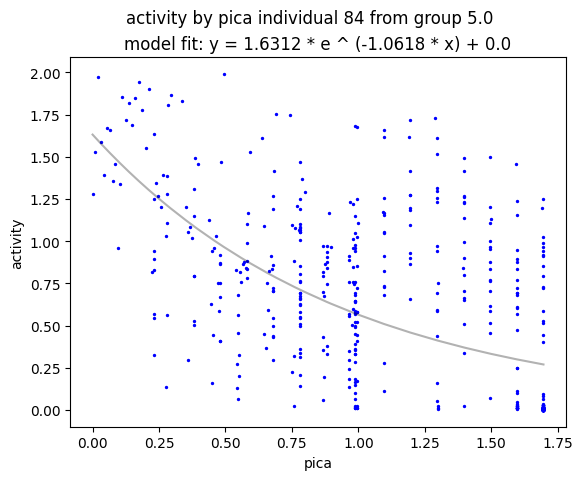 activity by pica individual 84 from group 5.0
model fit: y = 1.6312 * e ^ (-1.0618 * x) + 0.0
2.00
1.75
1.50
1.25
1.00
0.75
0.50
0.25
0.00
activity
0.00 0.25 0.50 0.75 1.00 1.25 1.50 1.75
pica